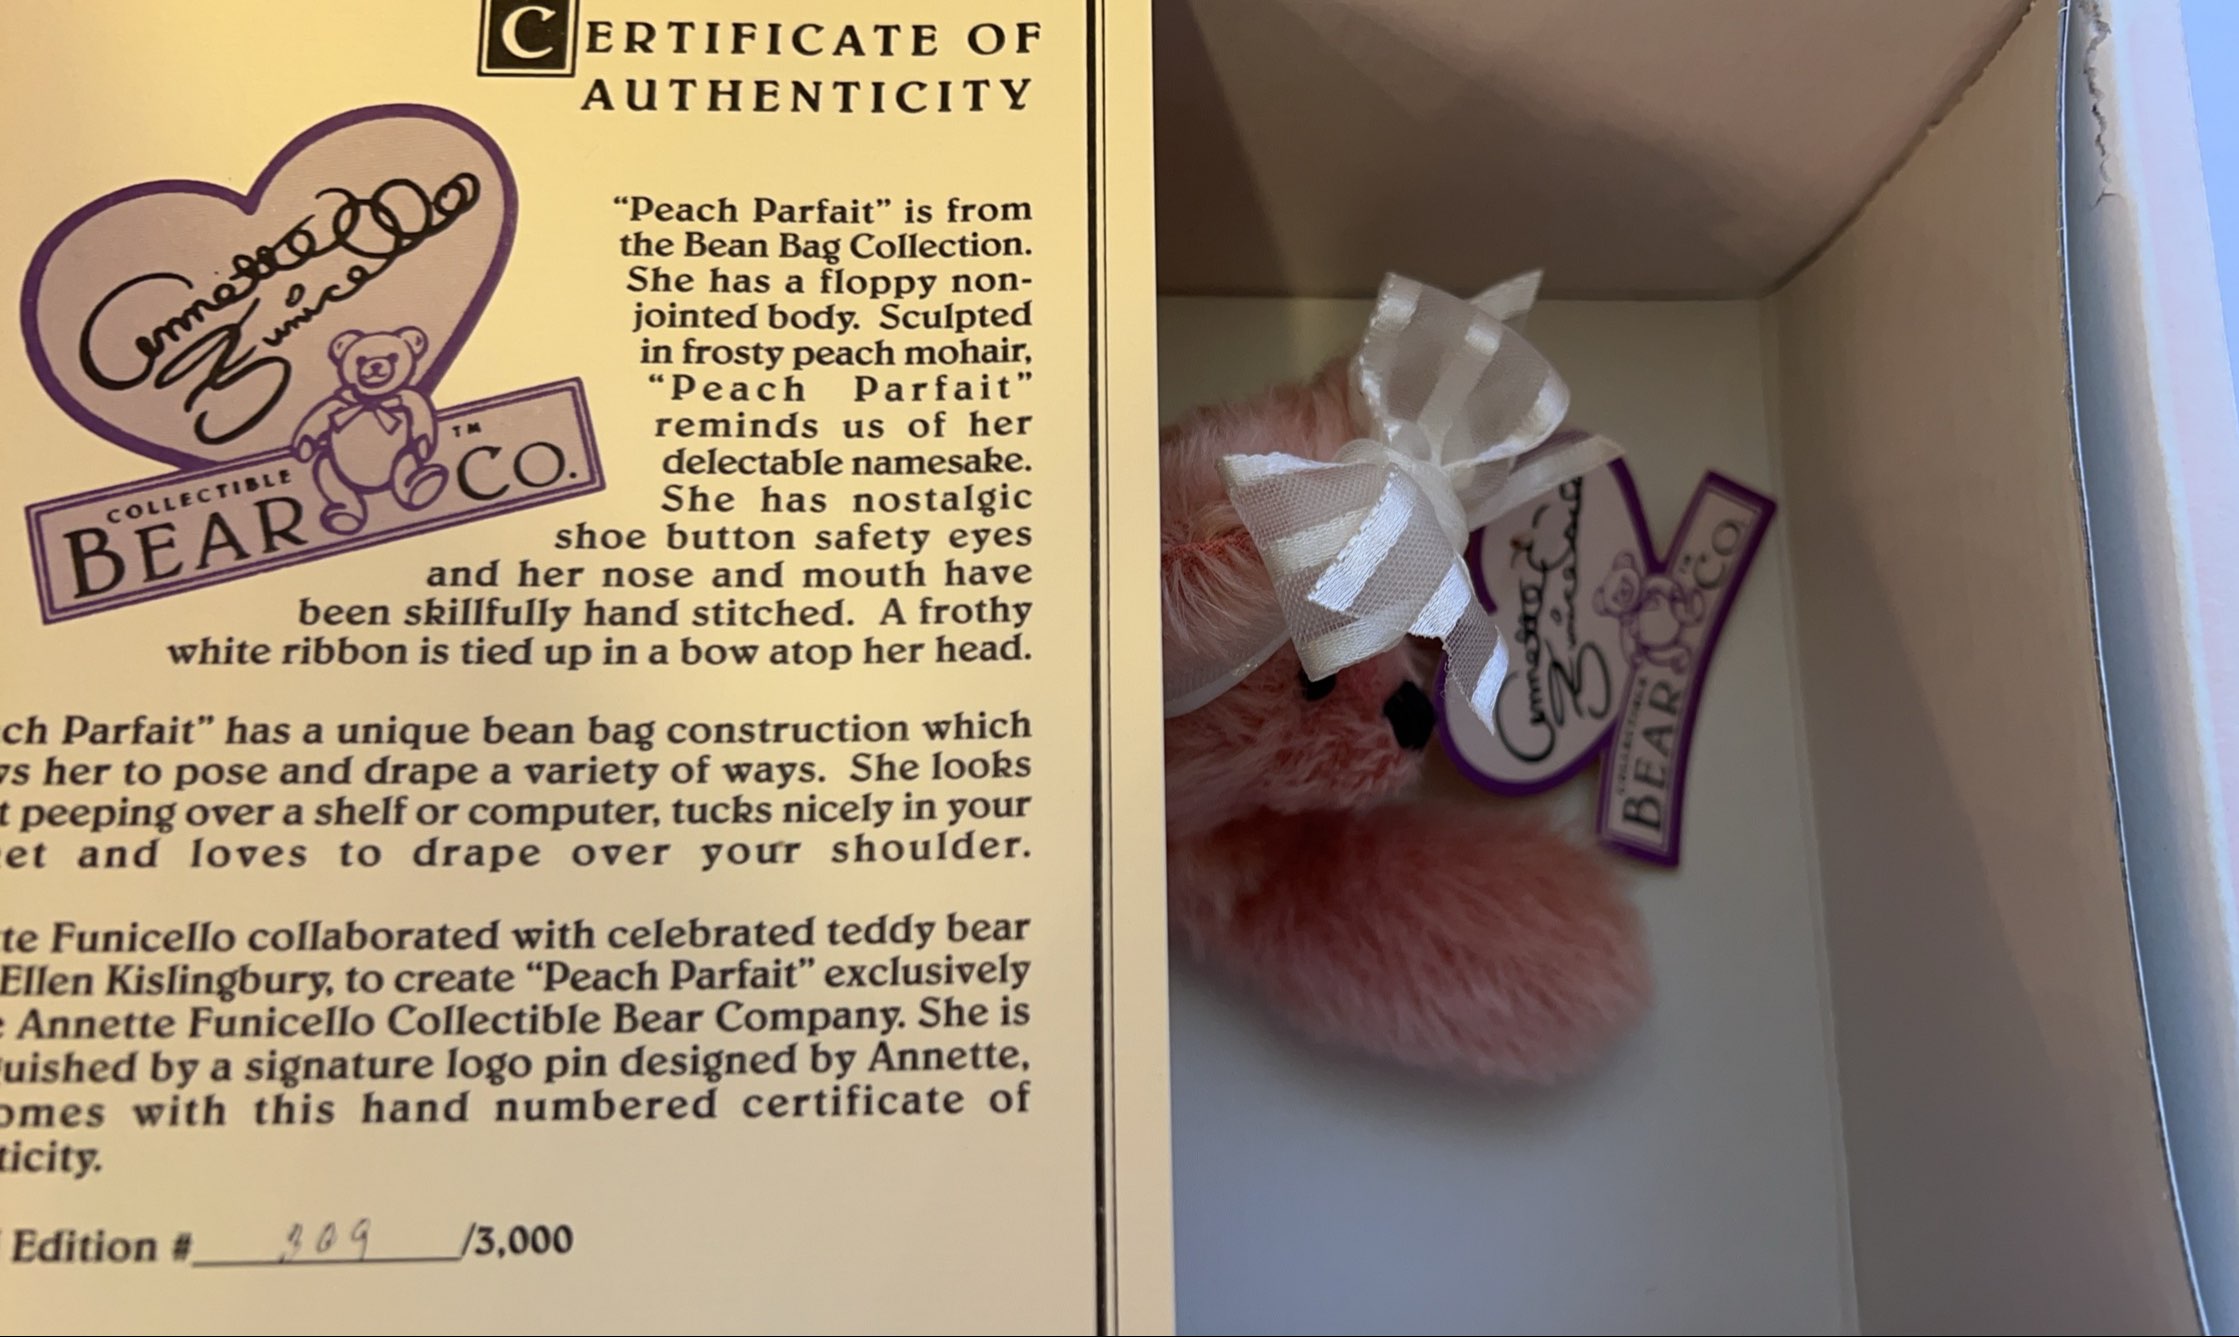 CERTIFICATE OF
AUTHENTICITY
Annette
Funicello
COLLECTIBLE
BEAR CO.
TM
“Peach Parfait” is from
the Bean Bag Collection.
She has a floppy non-
jointed body. Sculpted
in frosty peach mohair,
“Peach Parfait”
reminds us of her
delectable namesake.
She has nostalgic
shoe button safety eyes
and her nose and mouth have
been skillfully hand stitched. A frothy
white ribbon is tied up in a bow atop her head.
ch Parfait” has a unique bean bag construction which
ws her to pose and drape a variety of ways. She looks
t peeping over a shelf or computer, tucks nicely in your
et and loves to drape over your shoulder.
te Funicello collaborated with celebrated teddy bear
Ellen Kislingbury, to create “Peach Parfait” exclusively
e Annette Funicello Collectible Bear Company. She is
uished by a signature logo pin designed by Annette,
omes with this hand numbered certificate of
ticity.
Edition # 309 /3,000
Annette
Funicello
COLLECTIBLE
BEAR CO.
TM